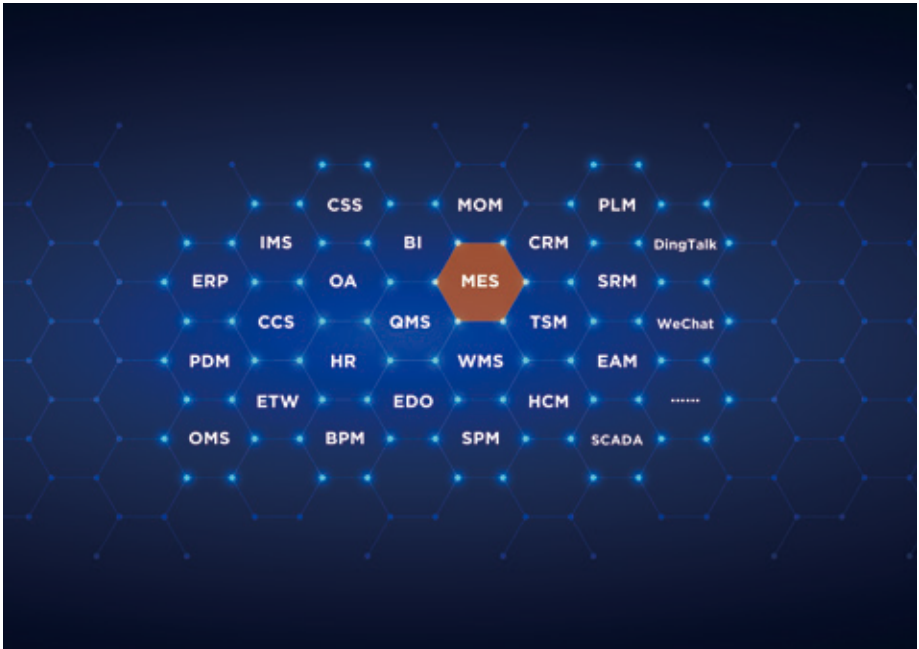 CSS MOM PLM
IMS BI CRM DingTalk
ERP OA MES SRM
CCS QMS TSM WeChat
PDM HR WMS EAM
ETW EDO HCM ······
OMS BPM SPM SCADA